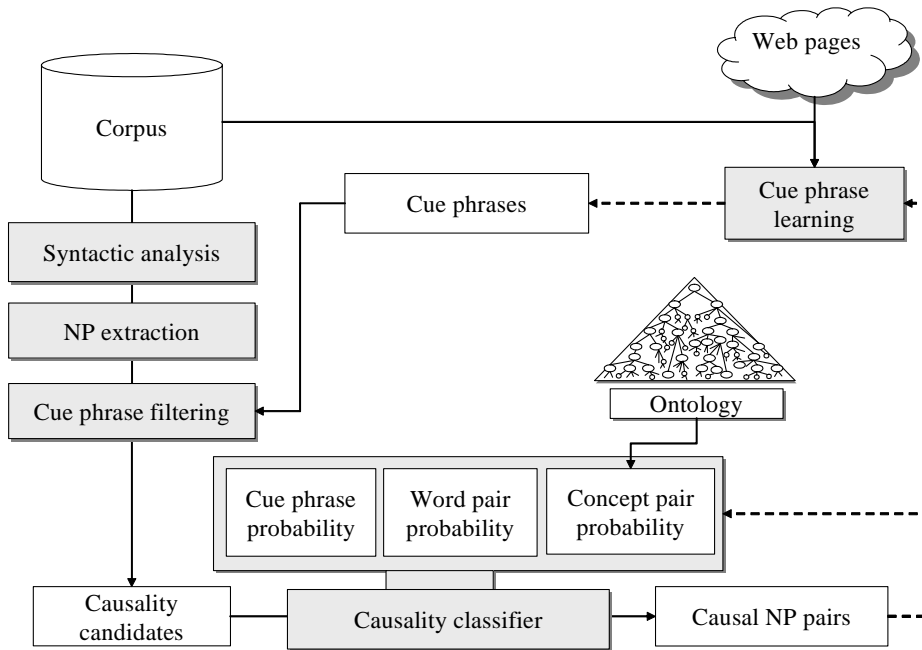 Web pages
Corpus
Cue phrases
Cue phrase
learning
Syntactic analysis
NP extraction
Cue phrase filtering
Ontology
Cue phrase
probability
Word pair
probability
Concept pair
probability
Causality
candidates
Causality classifier
Causal NP pairs